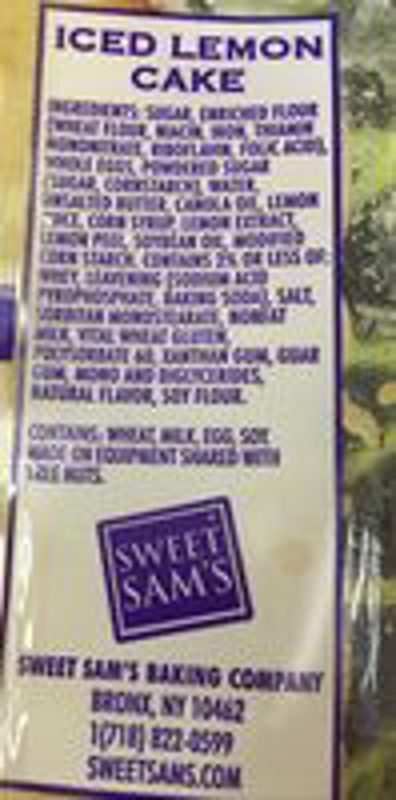 ICED LEMON
CAKE
INGREDIENTS: SUGAR, ENRICHED FLOUR
(WHEAT FLOUR, NIACIN, IRON, THIAMIN
MONONITRATE, RIBOFLAVIN, FOLIC ACID),
WHOLE EGGS, POWDERED SUGAR
(SUGAR, CORNSTARCH), WATER,
UNSALTED BUTTER, CANOLA OIL, LEMON
JUICE, CORN SYRUP, LEMON EXTRACT,
LEMON PEEL, SOYBEAN OIL, MODIFIED
CORN STARCH. CONTAINS 2% OR LESS OF:
WHEY, LEAVENING (SODIUM ACID
PYROPHOSPHATE, BAKING SODA), SALT,
SORBITAN MONOSTEARATE, NONFAT
MILK, VITAL WHEAT GLUTEN,
POLYSORBATE 60, XANTHAN GUM, GUAR
GUM, MONO AND DIGLYCERIDES,
NATURAL FLAVOR, SOY FLOUR.
CONTAINS: WHEAT, MILK, EGG, SOY.
MADE ON EQUIPMENT SHARED WITH
TREE NUTS.
SWEET
SAM'S
SWEET SAM'S BAKING COMPANY
BRONX, NY 10462
1(718) 822-0599
SWEETSAMS.COM